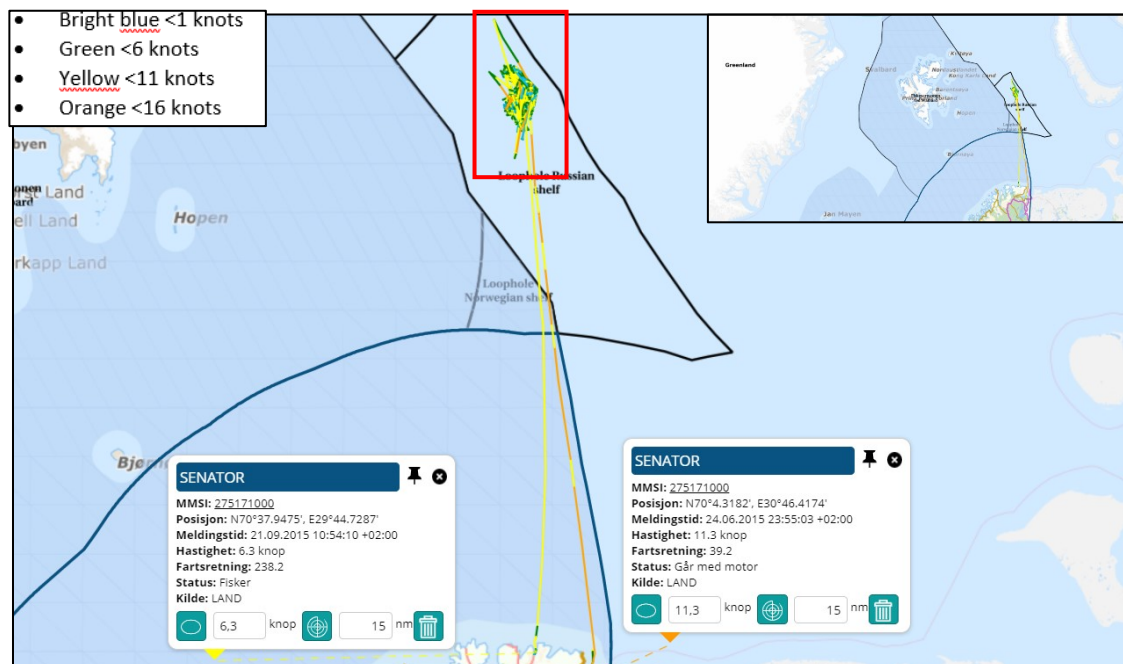 Bright blue <1 knots
Green <6 knots
Yellow <11 knots
Orange <16 knots
Greenland
Svalbard
Hopen
Bjørnøya
Jan Mayen
Loophole Russian
shelf
Hopen
Loophole
Norwegian shelf
SENATOR
MMSI: 275171000
Posisjon: N70°37.9475', E29°44.7287'
Meldingstid: 21.09.2015 10:54:10 +02:00
Hastighet: 6.3 knop
Fartsretning: 238.2
Status: Fisker
Kilde: LAND
6,3 knop 15 nm
SENATOR
MMSI: 275171000
Posisjon: N70°4.3182', E30°46.4174'
Meldingstid: 24.06.2015 23:55:03 +02:00
Hastighet: 11.3 knop
Fartsretning: 39.2
Status: Går med motor
Kilde: LAND
11,3 knop 15 nm